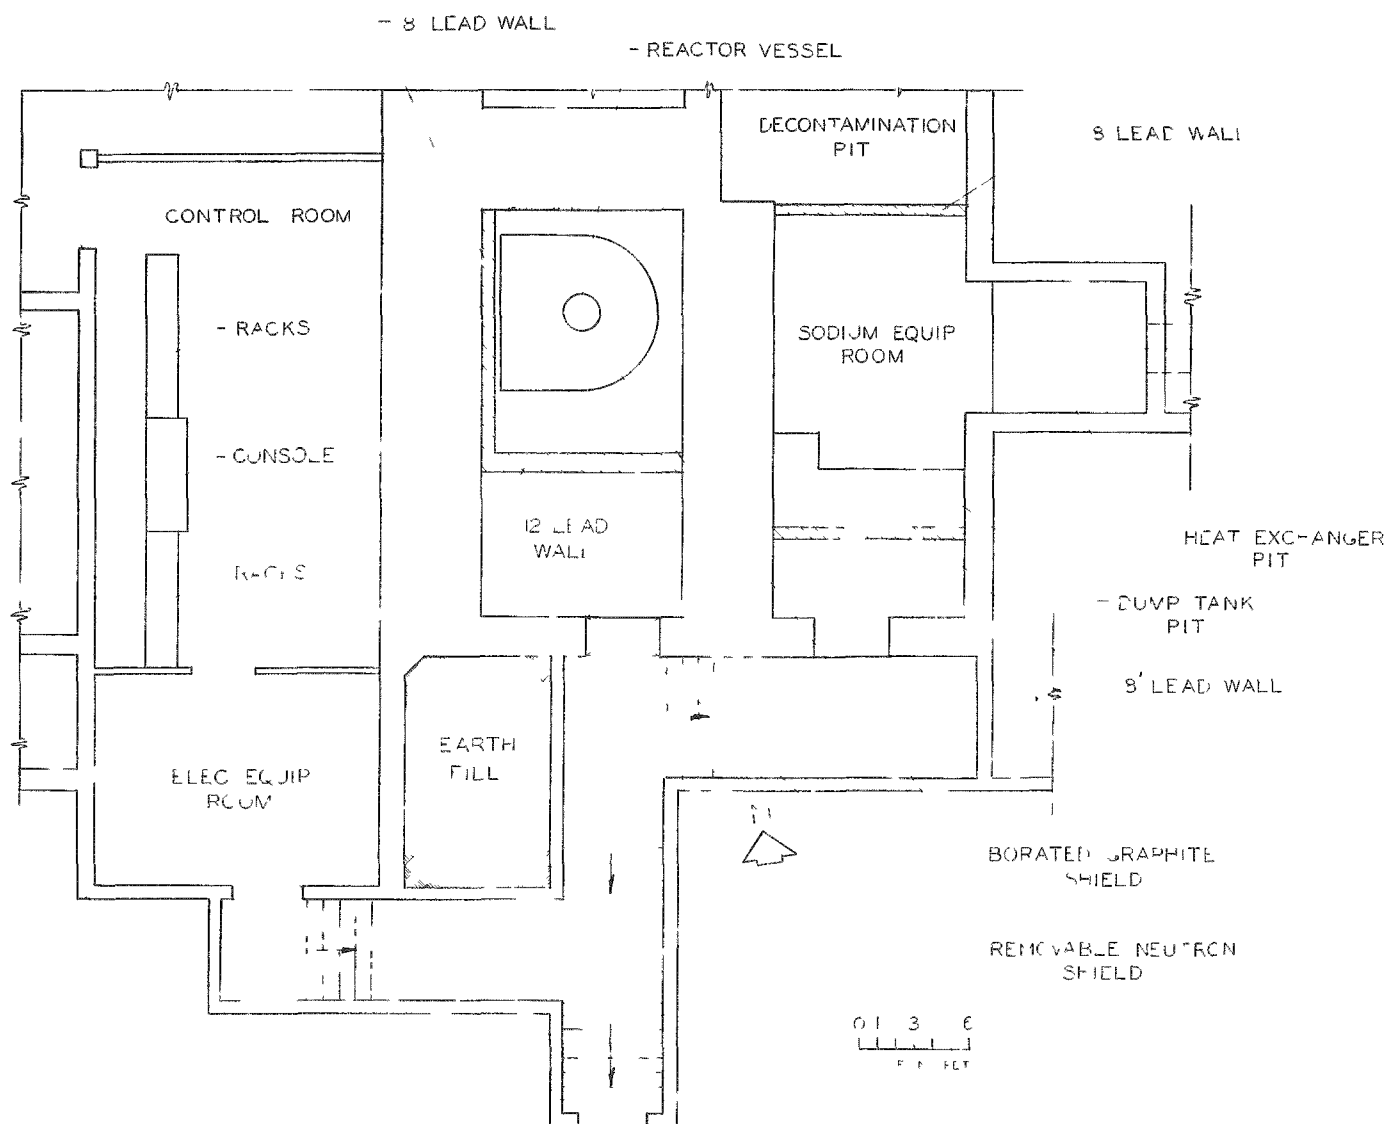 - 8 LEAD WALL
- REACTOR VESSEL
DECONTAMINATION
PIT
8 LEAD WALL
CONTROL ROOM
- RACKS
SODIUM EQUIP
ROOM
- CONSOLE
12 LEAD
WALL
RACKS
HEAT EXCHANGER
PIT
- DUMP TANK
PIT
8' LEAD WALL
EARTH
FILL
ELEC EQUIP
ROOM
N
BORATED GRAPHITE
SHIELD
REMOVABLE NEUTRON
SHIELD
0 1 3 6